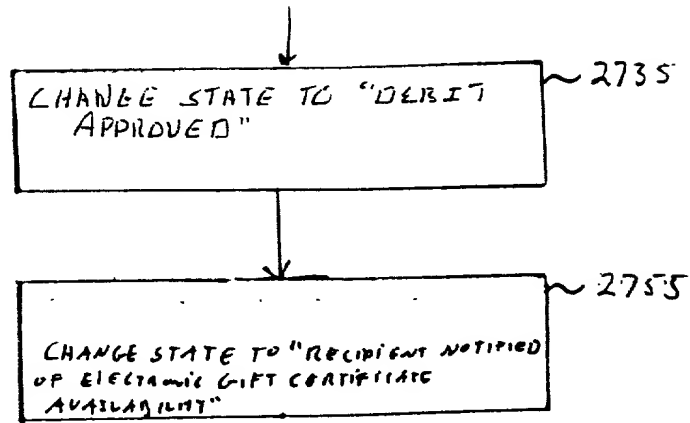 CHANGE STATE TO "DEBIT
2735
APPROVED"
2755
CHANGE STATE TO "RECIPIENT NOTIFIED
OF ELECTRONIC GIFT CERTIFICATE
AVAILABILITY"